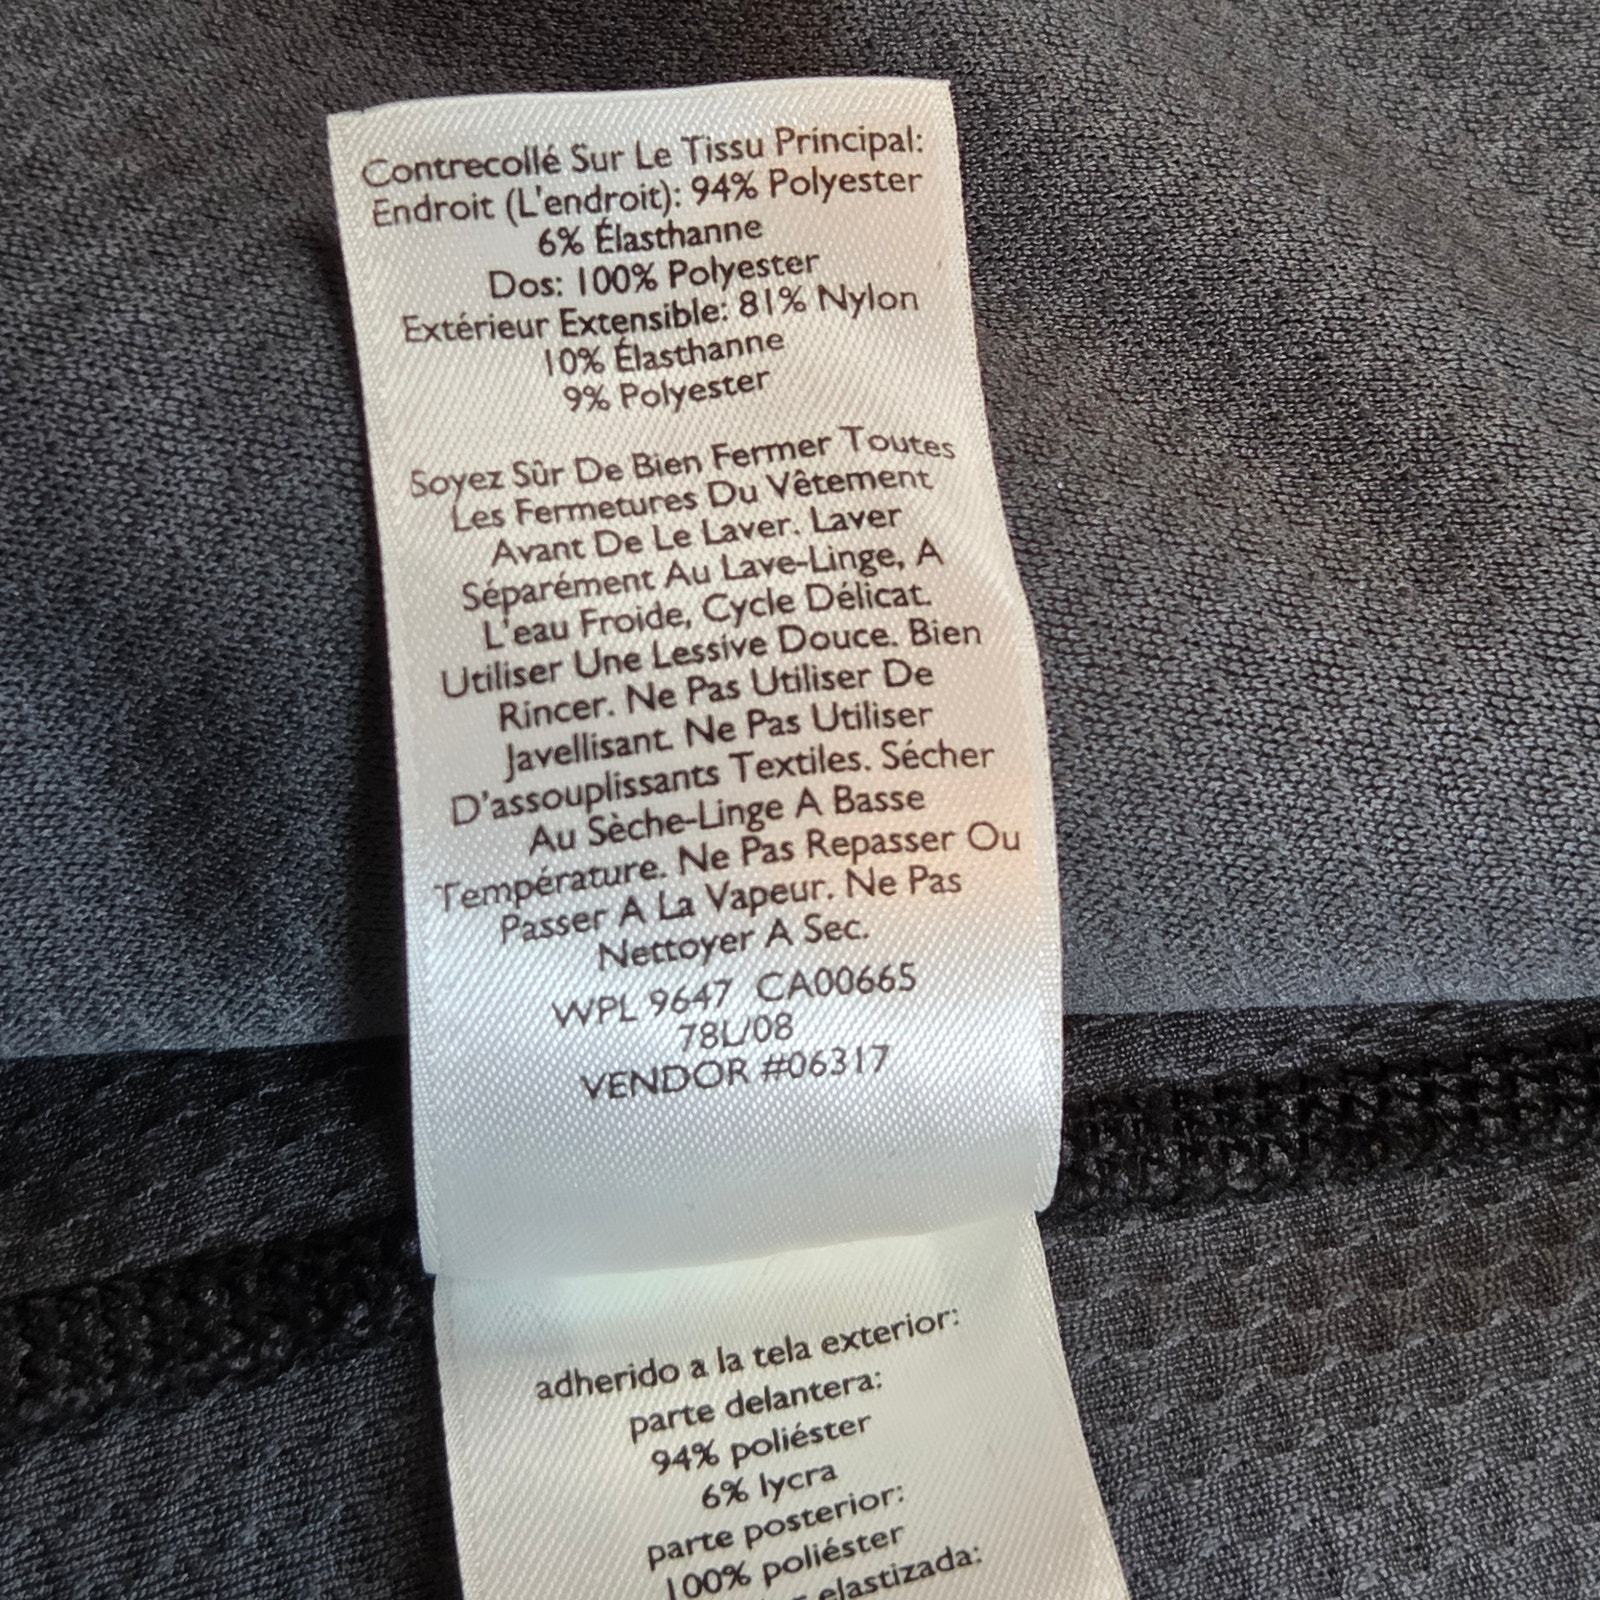 Contrecollé Sur Le Tissu Principal:
Endroit (L'endroit): 94% Polyester
6% Élasthanne
Dos: 100% Polyester
Extérieur Extensible: 81% Nylon
10% Élasthanne
9% Polyester
Soyez Sûr De Bien Fermer Toutes
Les Fermetures Du Vêtement
Avant De Le Laver. Laver
Séparément Au Lave-Linge, A
L'eau Froide, Cycle Délicat.
Utiliser Une Lessive Douce. Bien
Rincer. Ne Pas Utiliser De
Javellisant. Ne Pas Utiliser
D'assouplissants Textiles. Sécher
Au Sèche-Linge A Basse
Température. Ne Pas Repasser Ou
Passer A La Vapeur. Ne Pas
Nettoyer A Sec.
WPL 9647 CA00665
78L/08
VENDOR #06317
adherido a la tela exterior:
parte delantera:
94% poliéster
6% lycra
parte posterior:
100% poliéster
elastizada: